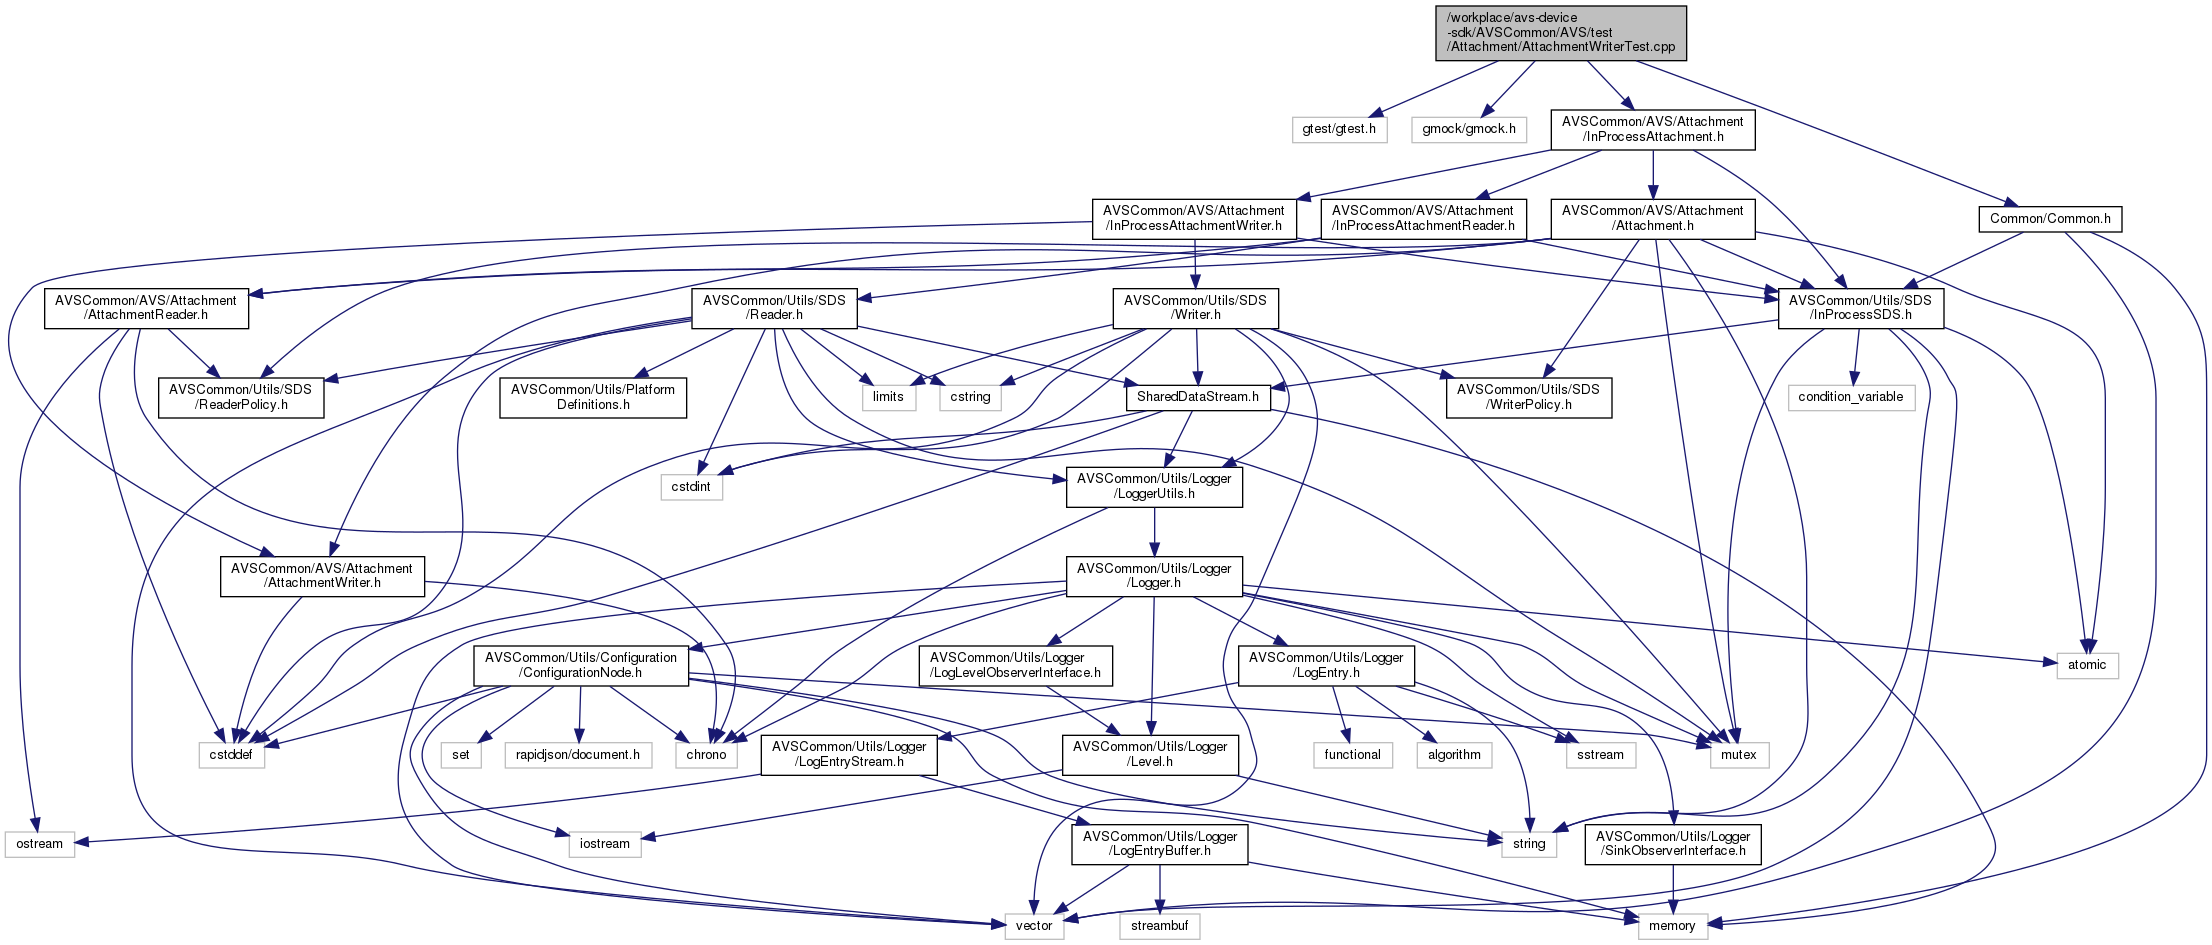 /workplace/avs-device
-sdk/AVSCommon/AVS/test
/Attachment/AttachmentWriterTest.cpp
gtest/gtest.h
gmock/gmock.h
AVSCommon/AVS/Attachment
/InProcessAttachment.h
AVSCommon/AVS/Attachment
/InProcessAttachmentWriter.h
AVSCommon/AVS/Attachment
/InProcessAttachmentReader.h
AVSCommon/AVS/Attachment
/Attachment.h
Common/Common.h
AVSCommon/AVS/Attachment
/AttachmentReader.h
AVSCommon/Utils/SDS
/Reader.h
AVSCommon/Utils/SDS
/Writer.h
AVSCommon/Utils/SDS
/InProcessSDS.h
AVSCommon/Utils/SDS
/ReaderPolicy.h
AVSCommon/Utils/Platform
Definitions.h
limits
cstring
SharedDataStream.h
AVSCommon/Utils/SDS
/WriterPolicy.h
condition_variable
cstdint
AVSCommon/Utils/Logger
/LoggerUtils.h
AVSCommon/AVS/Attachment
/AttachmentWriter.h
AVSCommon/Utils/Logger
/Logger.h
AVSCommon/Utils/Configuration
/ConfigurationNode.h
AVSCommon/Utils/Logger
/LogLevelObserverInterface.h
AVSCommon/Utils/Logger
/LogEntry.h
atomic
cstddef
set
rapidjson/document.h
chrono
AVSCommon/Utils/Logger
/LogEntryStream.h
AVSCommon/Utils/Logger
/Level.h
functional
algorithm
sstream
mutex
ostream
iostream
AVSCommon/Utils/Logger
/LogEntryBuffer.h
string
AVSCommon/Utils/Logger
/SinkObserverInterface.h
vector
streambuf
memory